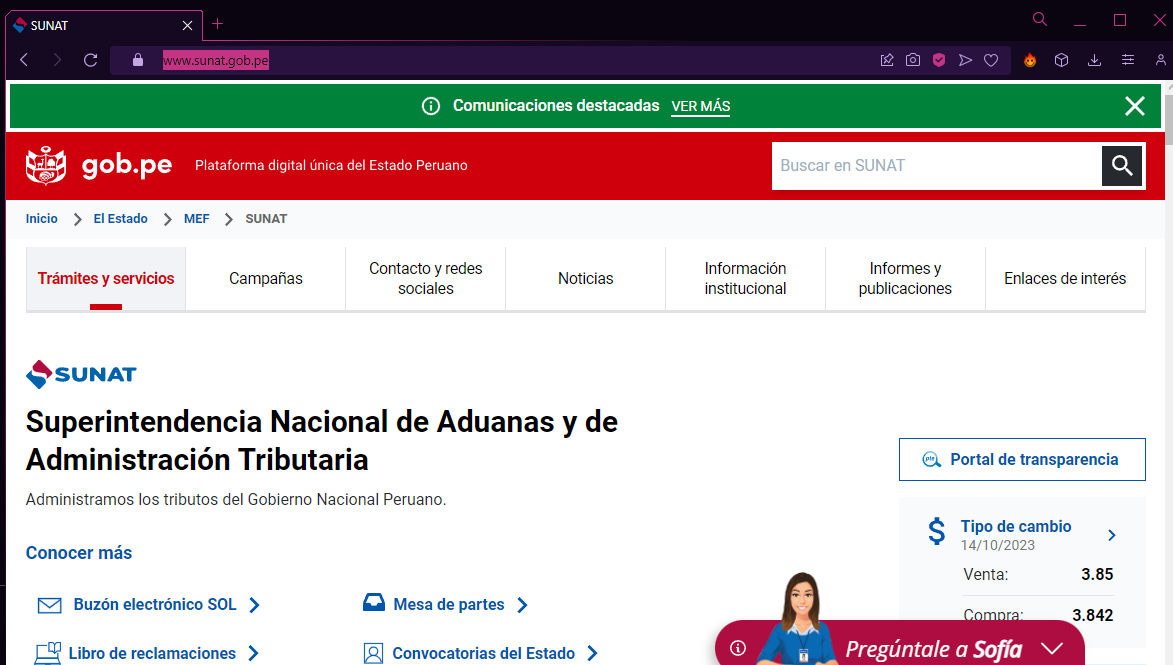 SUNAT
www.sunat.gob.pe
Comunicaciones destacadas VER MÁS
gob.pe Plataforma digital única del Estado Peruano
Buscar en SUNAT
Inicio El Estado MEF SUNAT
Trámites y servicios
Campañas
Contacto y redes
sociales
Noticias
Información
institucional
Informes y
publicaciones
Enlaces de interés
SUNAT
Superintendencia Nacional de Aduanas y de
Administración Tributaria
Administramos los tributos del Gobierno Nacional Peruano.
Conocer más
Buzón electrónico SOL
Mesa de partes
Libro de reclamaciones
Convocatorias del Estado
pte Portal de transparencia
$ Tipo de cambio
14/10/2023
Venta: 3.85
Compra: 3.842
Pregúntale a Sofía